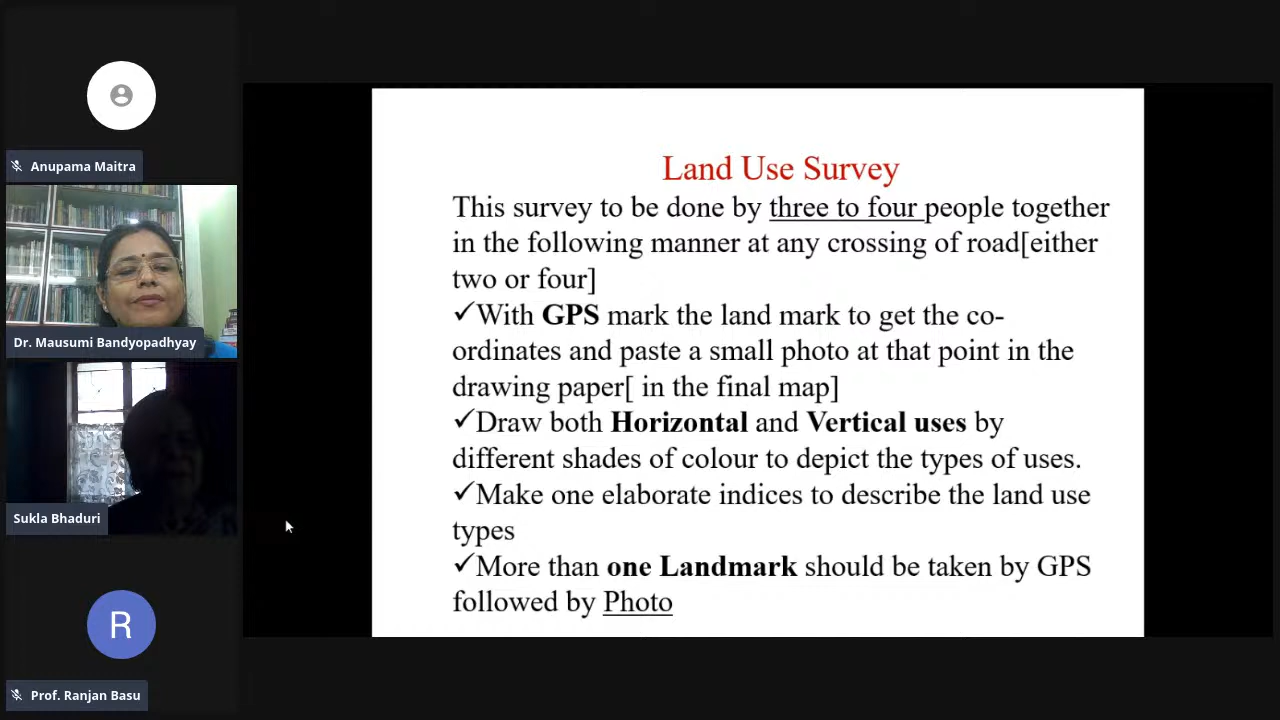 Anupama Maitra
Dr. Mausumi Bandyopadhyay
Sukla Bhaduri
R
Prof. Ranjan Basu
Land Use Survey
This survey to be done by three to four people together
in the following manner at any crossing of road[either
two or four]
✓With GPS mark the land mark to get the co-
ordinates and paste a small photo at that point in the
drawing paper[ in the final map]
✓Draw both Horizontal and Vertical uses by
different shades of colour to depict the types of uses.
✓Make one elaborate indices to describe the land use
types
✓More than one Landmark should be taken by GPS
followed by Photo